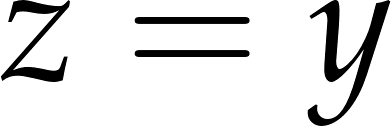 z = y